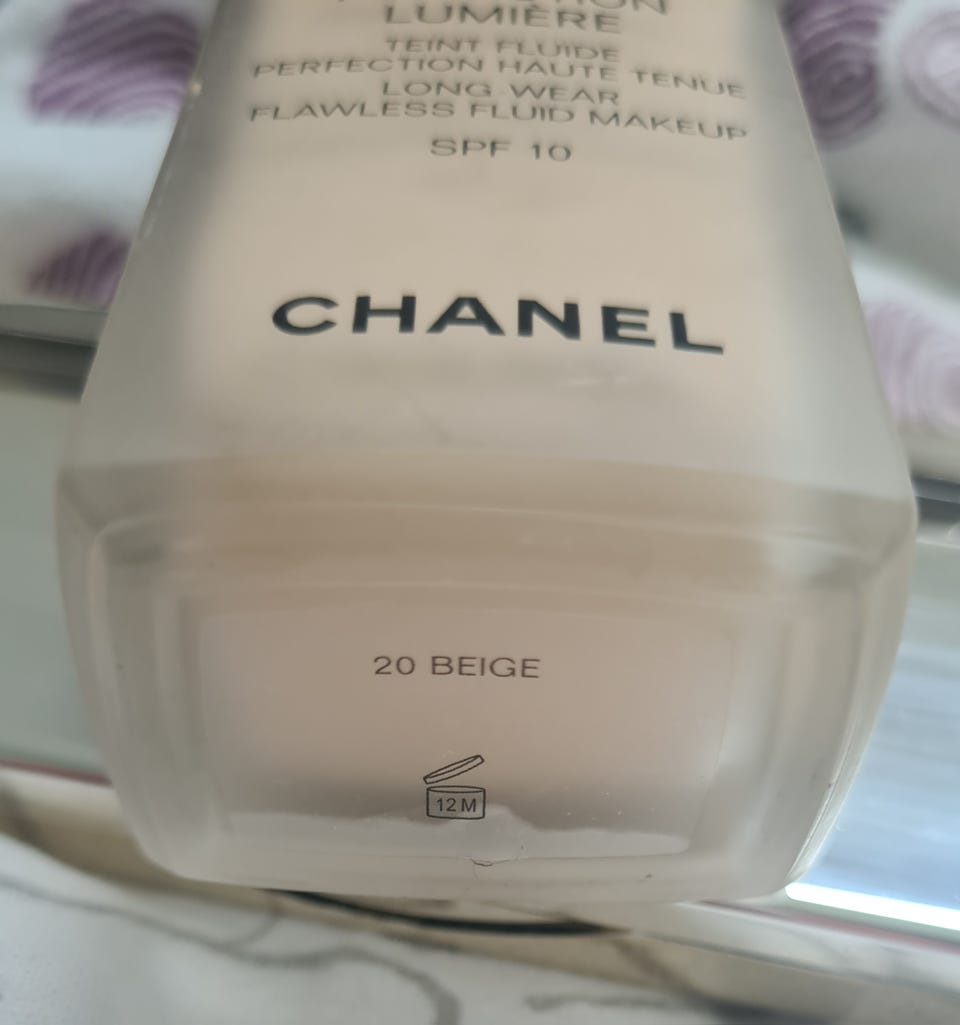 LUMIÈRE
TEINT FLUIDE
PERFECTION HAUTE TENUE
LONG-WEAR
FLAWLESS FLUID MAKEUP
SPF 10
CHANEL
20 BEIGE
12 M